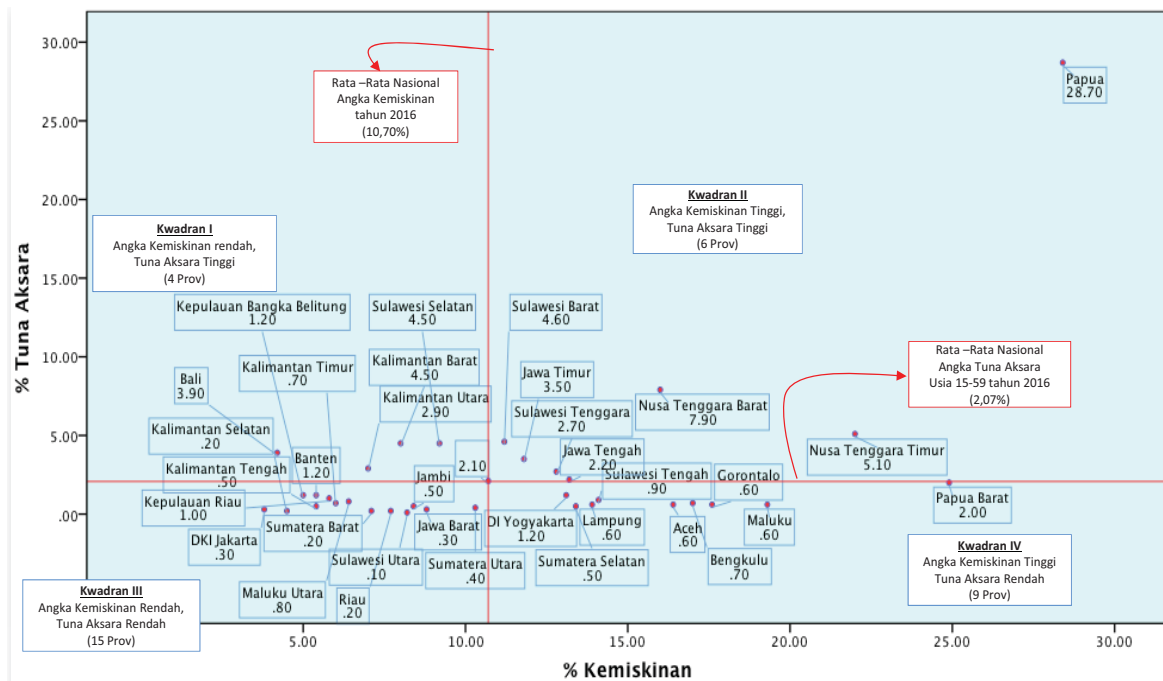 30.00
25.00
20.00
15.00
10.00
5.00
.00
% Tuna Aksara
Rata –Rata Nasional
Angka Kemiskinan
tahun 2016
(10,70%)
Papua
28.70
Kwadran II
Angka Kemiskinan Tinggi,
Tuna Aksara Tinggi
(6 Prov)
Kwadran I
Angka Kemiskinan rendah,
Tuna Aksara Tinggi
(4 Prov)
Kepulauan Bangka Belitung
1.20
Sulawesi Selatan
4.50
Sulawesi Barat
4.60
Rata –Rata Nasional
Angka Tuna Aksara
Usia 15-59 tahun 2016
(2,07%)
Kalimantan Timur
.70
Kalimantan Barat
4.50
Bali
3.90
Jawa Timur
3.50
Kalimantan Utara
2.90
Nusa Tenggara Barat
7.90
Sulawesi Tenggara
2.70
Kalimantan Selatan
.20
Nusa Tenggara Timur
5.10
Banten
1.20
2.10
Jawa Tengah
2.20
Kalimantan Tengah
.50
Jambi
.50
Sulawesi Tengah
.90
Gorontalo
.60
Kepulauan Riau
1.00
Papua Barat
2.00
DKI Jakarta
.30
Sumatera Barat
.20
Jawa Barat
.30
DI Yogyakarta
1.20
Lampung
.60
Aceh
.60
Maluku
.60
Sulawesi Utara
.10
Sumatera Utara
.40
Sumatera Selatan
.50
Bengkulu
.70
Kwadran IV
Angka Kemiskinan Tinggi
Tuna Aksara Rendah
(9 Prov)
Kwadran III
Angka Kemiskinan Rendah,
Tuna Aksara Rendah
(15 Prov)
Maluku Utara
.80
Riau
.20
5.00
10.00
15.00
20.00
25.00
30.00
% Kemiskinan